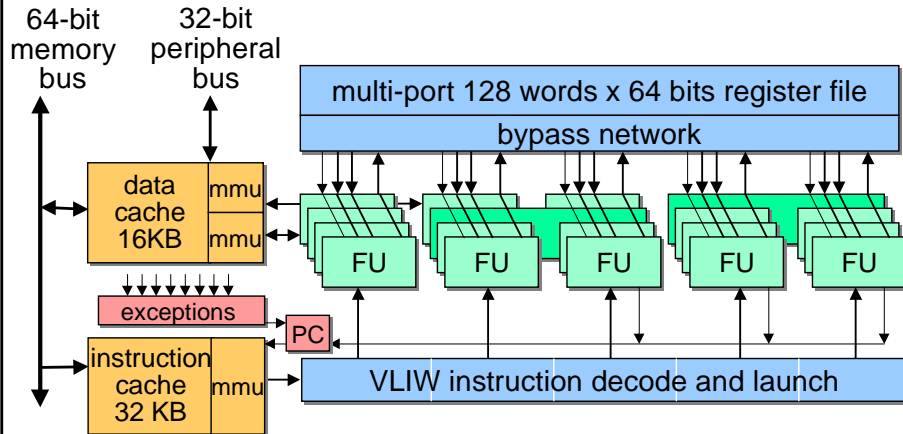 64-bit
memory
bus
32-bit
peripheral
bus
multi-port 128 words x 64 bits register file
bypass network
data
cache
16KB
mmu
mmu
FU
FU
FU
FU
FU
exceptions
PC
instruction
cache
32 KB
mmu
VLIW instruction decode and launch